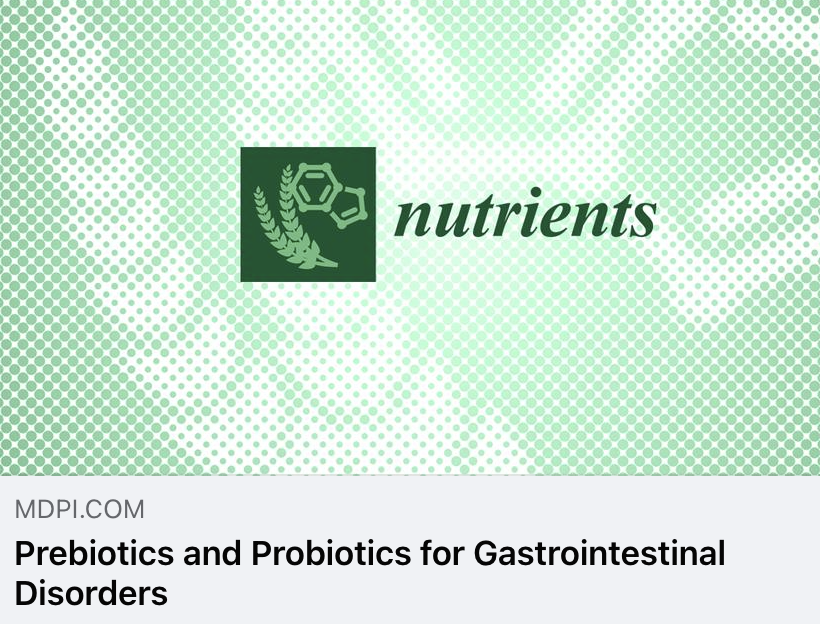 nutrients
MDPI.COM
Prebiotics and Probiotics for Gastrointestinal
Disorders